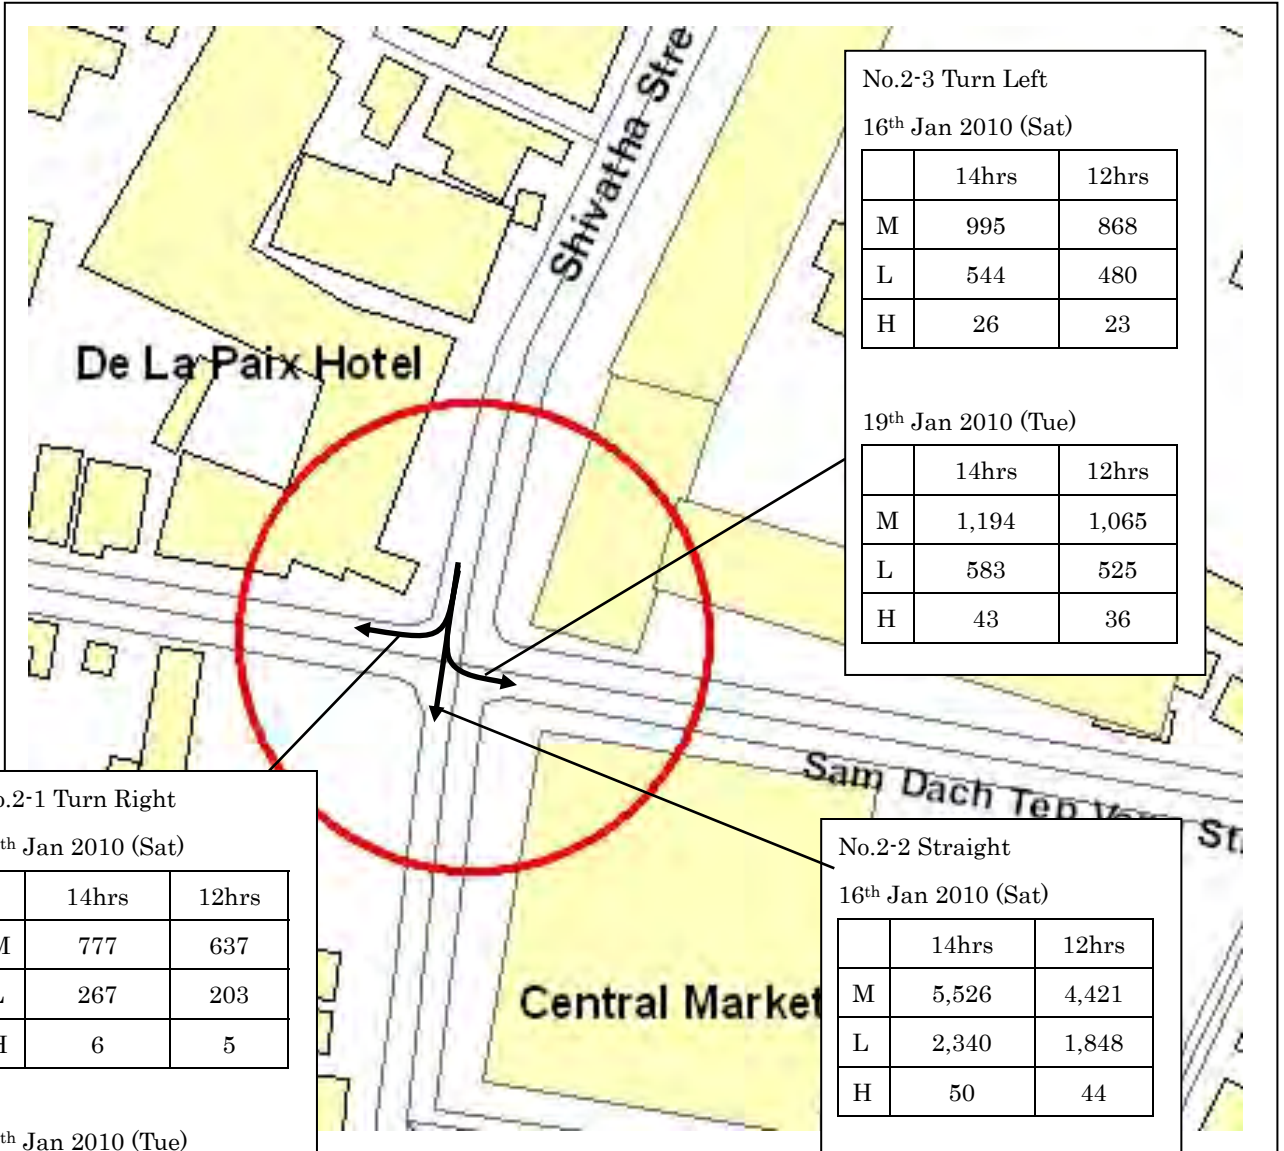 Shivatha Stre
De La Paix Hotel
No.2-3 Turn Left
16th Jan 2010 (Sat)
14hrs 12hrs
M 995 868
L 544 480
H 26 23
19th Jan 2010 (Tue)
14hrs 12hrs
M 1,194 1,065
L 583 525
H 43 36
Sam Dach Tep St
Central Market
o.2-1 Turn Right
th Jan 2010 (Sat)
14hrs 12hrs
M 777 637
L 267 203
H 6 5
th Jan 2010 (Tue)
No.2-2 Straight
16th Jan 2010 (Sat)
14hrs 12hrs
M 5,526 4,421
L 2,340 1,848
H 50 44